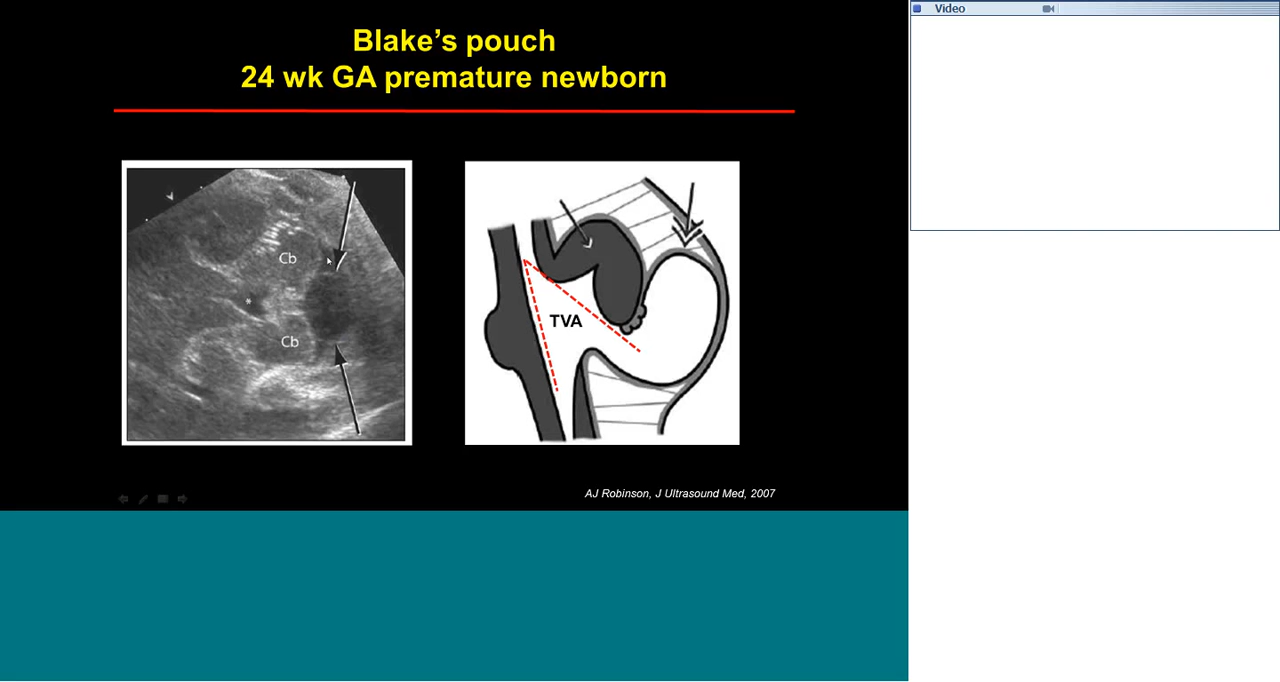 Blake’s pouch
24 wk GA premature newborn
Cb
*
Cb
TVA
AJ Robinson, J Ultrasound Med, 2007
Video